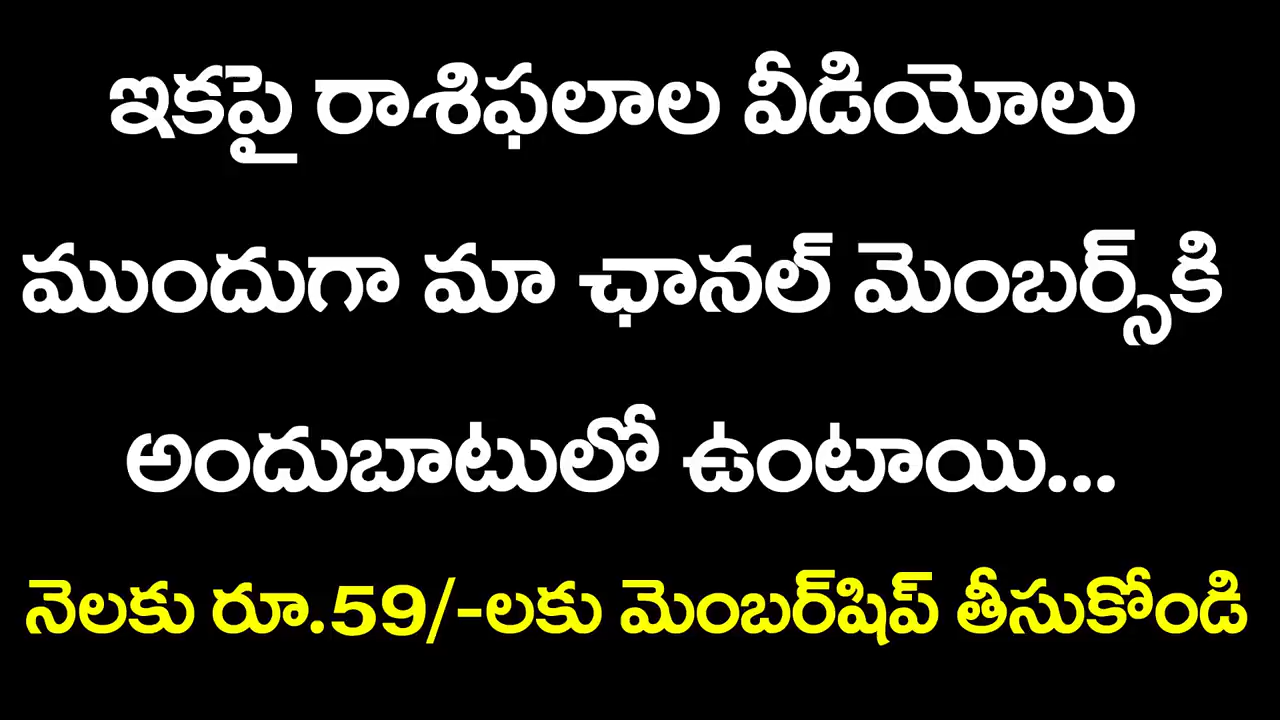 ఇకపై రాశిఫలాల వీడియోలు
ముందుగా మా ఛానల్ మెంబర్స్‌కి
అందుబాటులో ఉంటాయి...
నెలకు రూ.59/-లకు మెంబర్‌షిప్ తీసుకోండి